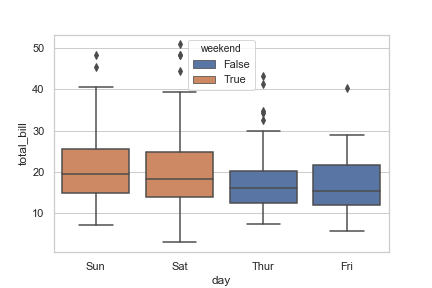 50
40
30
20
10
total_bill
weekend
False
True
Sun Sat Thur Fri
day